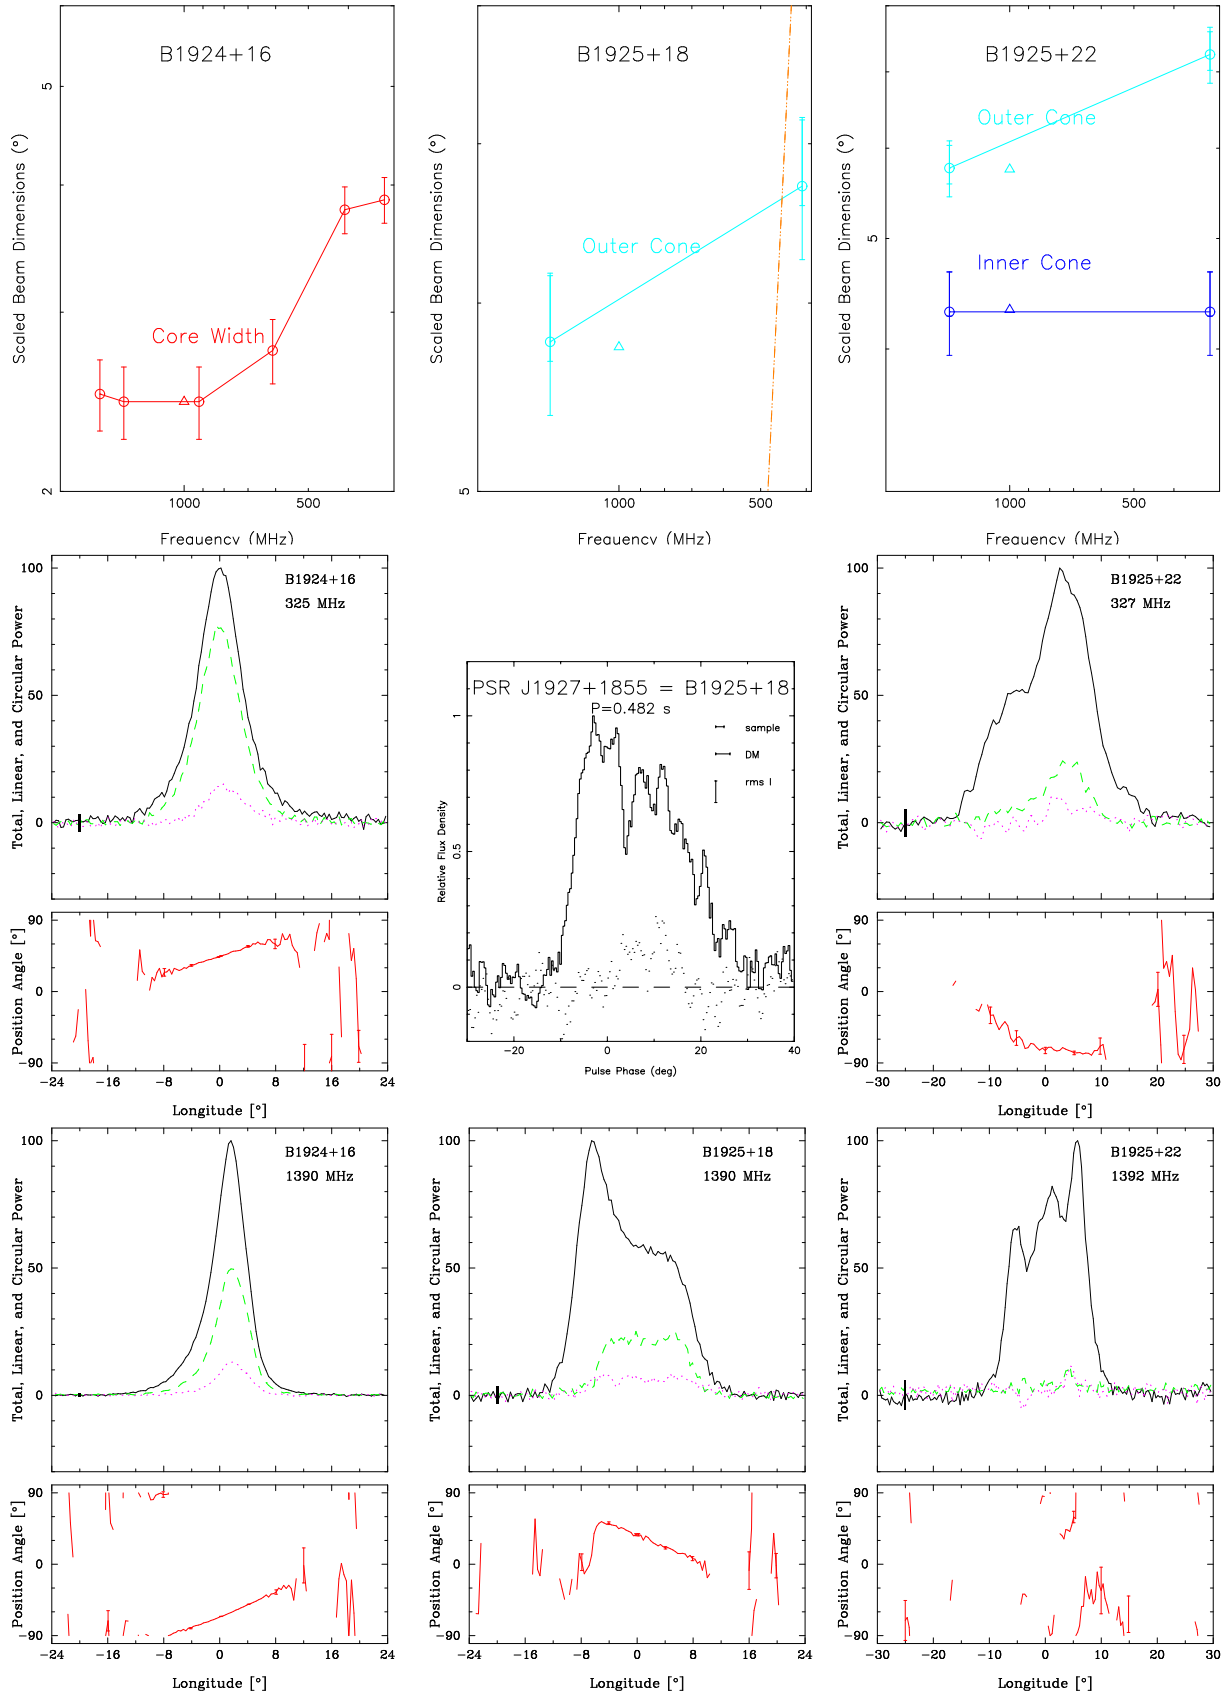 B1924+16
5
Scaled Beam Dimensions (°)
Core Width
2
1000
500
Frequency (MHz)
B1925+18
Scaled Beam Dimensions (°)
Outer Cone
5
1000
500
Frequency (MHz)
B1925+22
Outer Cone
Scaled Beam Dimensions (°)
5
Inner Cone
1000
500
Frequency (MHz)
B1924+16
325 MHz
100
50
0
Total, Linear, and Circular Power
90
0
-90
Position Angle [°]
-24 -16 -8 0 8 16 24
Longitude [°]
PSR J1927+1855 = B1925+18
P=0.482 s
sample
DM
rms I
1
0.5
0
Relative Flux Density
-20 0 20 40
Pulse Phase (deg)
B1925+22
327 MHz
100
50
0
Total, Linear, and Circular Power
90
0
-90
Position Angle [°]
-30 -20 -10 0 10 20 30
Longitude [°]
B1924+16
1390 MHz
100
50
0
Total, Linear, and Circular Power
90
0
-90
Position Angle [°]
-24 -16 -8 0 8 16 24
Longitude [°]
B1925+18
1390 MHz
100
50
0
Total, Linear, and Circular Power
90
0
-90
Position Angle [°]
-24 -16 -8 0 8 16 24
Longitude [°]
B1925+22
1392 MHz
100
50
0
Total, Linear, and Circular Power
90
0
-90
Position Angle [°]
-30 -20 -10 0 10 20 30
Longitude [°]